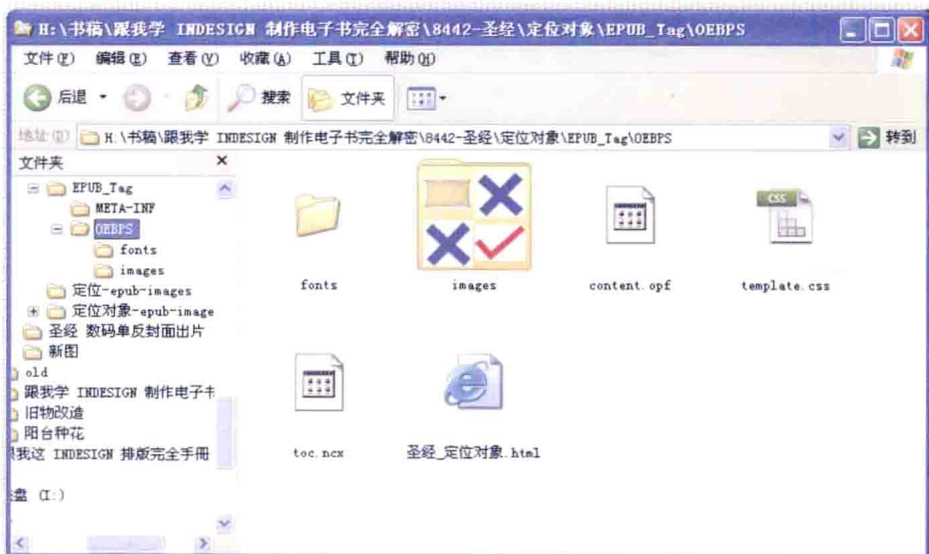 H:\书稿\跟我学 INDESIGN 制作电子书完全解密\8442-圣经\定位对象\EPUB_Tag\OEBPS
文件(F) 编辑(E) 查看(V) 收藏(A) 工具(T) 帮助(H)
后退 搜索 文件夹
地址(D) H:\书稿\跟我学 INDESIGN 制作电子书完全解密\8442-圣经\定位对象\EPUB_Tag\OEBPS 转到
文件夹
EPUB_Tag
META-INF
OEBPS
fonts
images
定位-epub-images
定位对象-epub-image
圣经 数码单反封面出片
新图
old
跟我学 INDESIGN 制作电子书
旧物改造
阳台种花
跟我这 INDESIGN 排版完全手册
盘 (I:)
fonts
images
content.opf
CSS
template.css
toc.ncx
圣经_定位对象.html